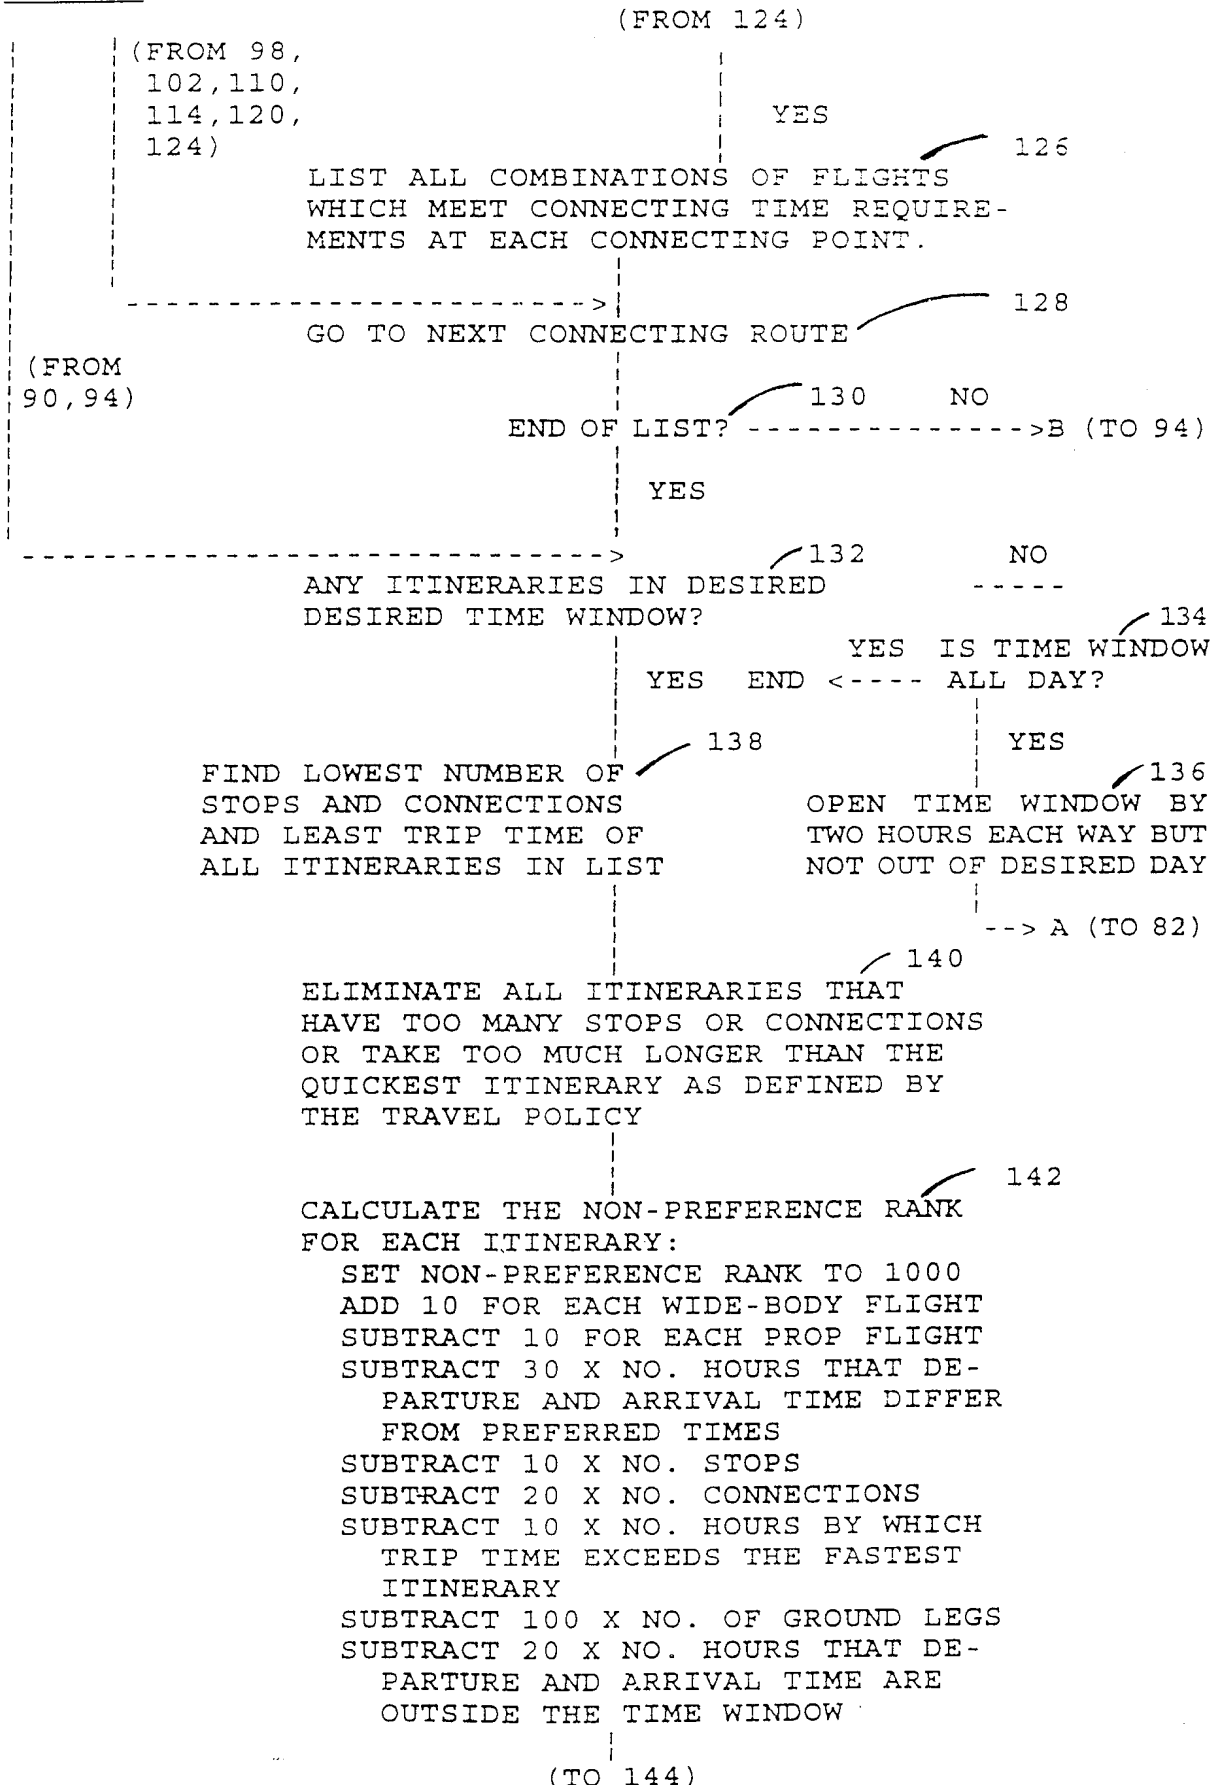 (FROM 124)
(FROM 98,
102,110,
114,120,
124)
YES
126
LIST ALL COMBINATIONS OF FLIGHTS
WHICH MEET CONNECTING TIME REQUIRE-
MENTS AT EACH CONNECTING POINT.
128
GO TO NEXT CONNECTING ROUTE
(FROM
90,94)
130 NO
END OF LIST? -------------->B (TO 94)
YES
132 NO
ANY ITINERARIES IN DESIRED
DESIRED TIME WINDOW?
134
YES IS TIME WINDOW
YES END <---- ALL DAY?
138
YES
136
FIND LOWEST NUMBER OF
STOPS AND CONNECTIONS
AND LEAST TRIP TIME OF
ALL ITINERARIES IN LIST
OPEN TIME WINDOW BY
TWO HOURS EACH WAY BUT
NOT OUT OF DESIRED DAY
--> A (TO 82)
140
ELIMINATE ALL ITINERARIES THAT
HAVE TOO MANY STOPS OR CONNECTIONS
OR TAKE TOO MUCH LONGER THAN THE
QUICKEST ITINERARY AS DEFINED BY
THE TRAVEL POLICY
142
CALCULATE THE NON-PREFERENCE RANK
FOR EACH ITINERARY:
SET NON-PREFERENCE RANK TO 1000
ADD 10 FOR EACH WIDE-BODY FLIGHT
SUBTRACT 10 FOR EACH PROP FLIGHT
SUBTRACT 30 X NO. HOURS THAT DE-
PARTURE AND ARRIVAL TIME DIFFER
FROM PREFERRED TIMES
SUBTRACT 10 X NO. STOPS
SUBTRACT 20 X NO. CONNECTIONS
SUBTRACT 10 X NO. HOURS BY WHICH
TRIP TIME EXCEEDS THE FASTEST
ITINERARY
SUBTRACT 100 X NO. OF GROUND LEGS
SUBTRACT 20 X NO. HOURS THAT DE-
PARTURE AND ARRIVAL TIME ARE
OUTSIDE THE TIME WINDOW
(TO 144)